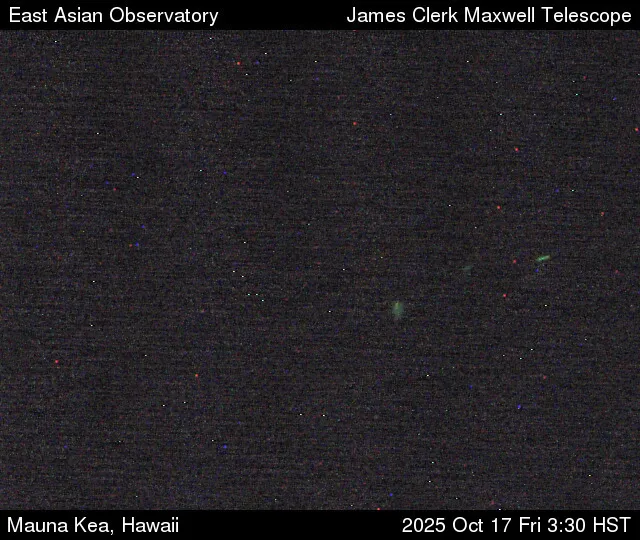 East Asian Observatory
James Clerk Maxwell Telescope
Mauna Kea, Hawaii
2025 Oct 17 Fri 3:30 HST